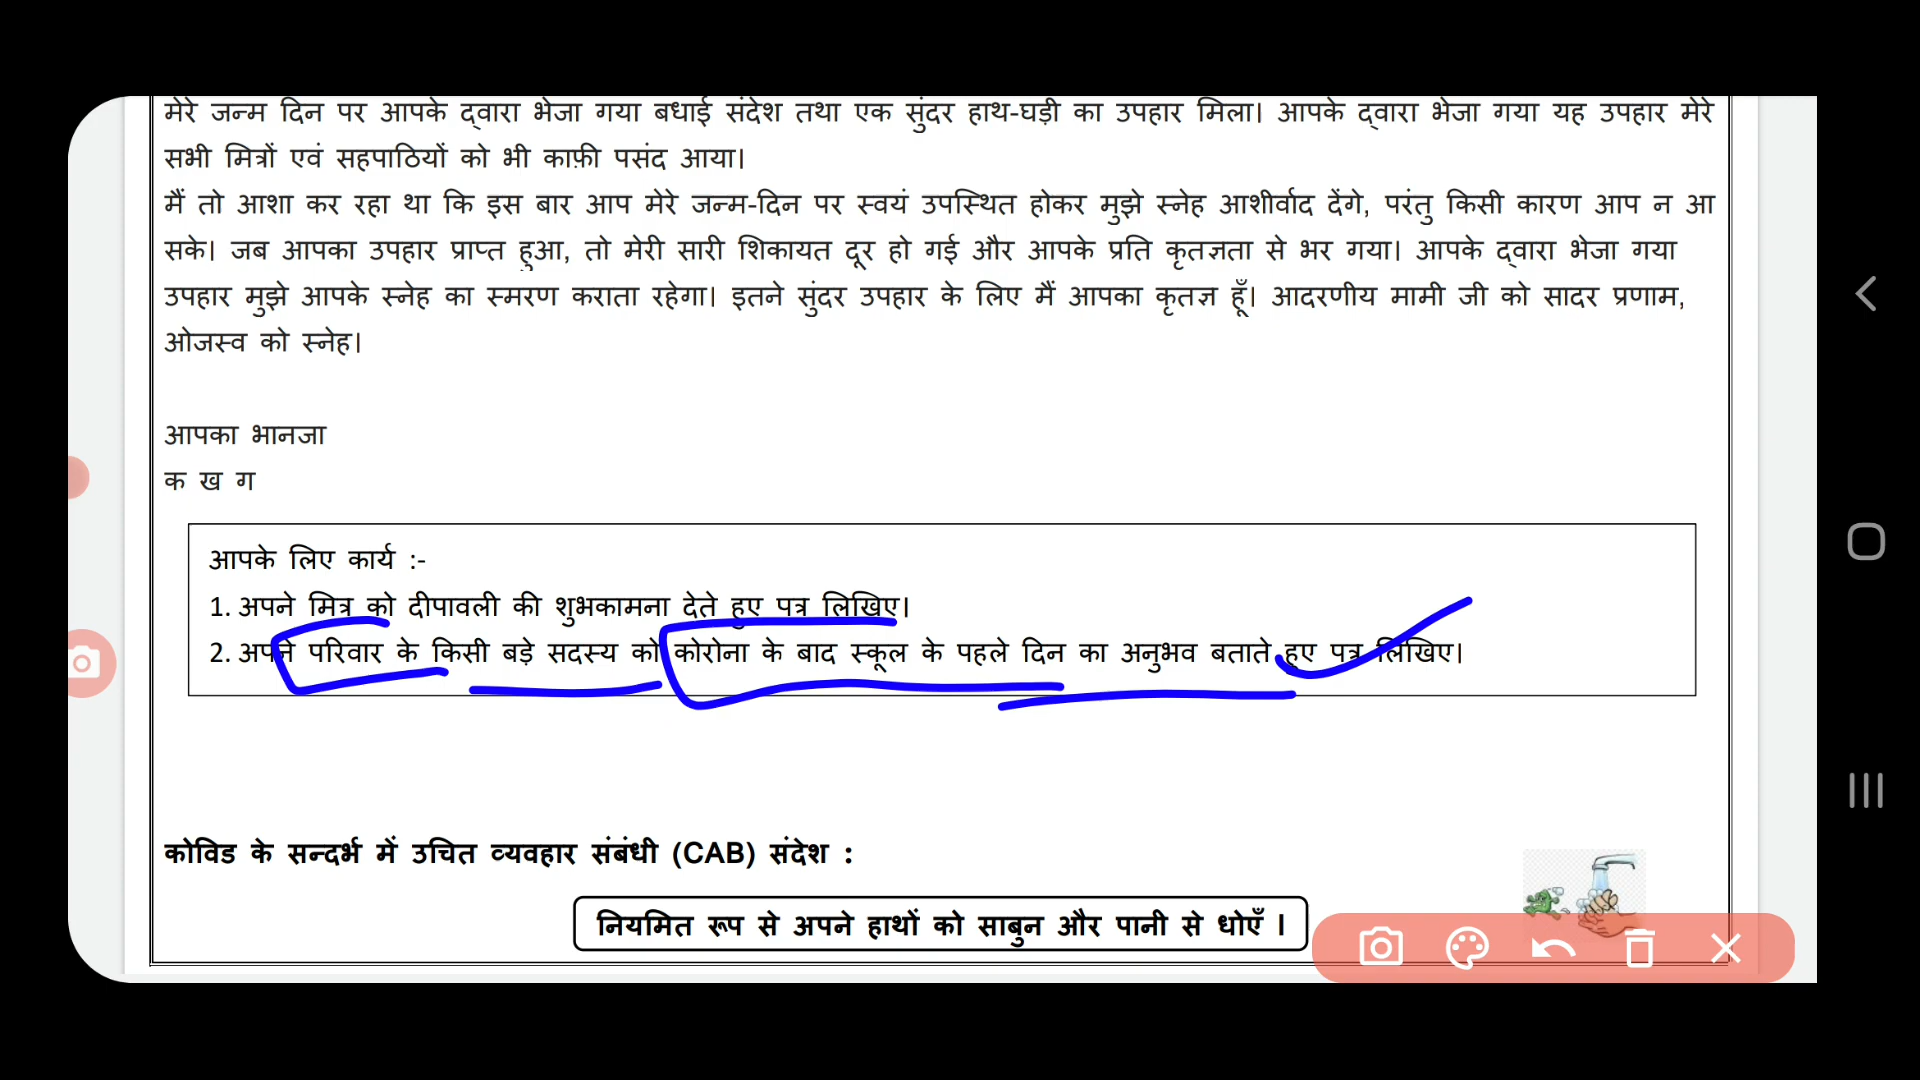 मेरे जन्म दिन पर आपके द्वारा भेजा गया बधाई संदेश तथा एक सुंदर हाथ-घड़ी का उपहार मिला। आपके द्वारा भेजा गया यह उपहार मेरे
सभी मित्रों एवं सहपाठियों को भी काफ़ी पसंद आया।
मैं तो आशा कर रहा था कि इस बार आप मेरे जन्म-दिन पर स्वयं उपस्थित होकर मुझे स्नेह आशीर्वाद देंगे, परंतु किसी कारण आप न आ
सके। जब आपका उपहार प्राप्त हुआ, तो मेरी सारी शिकायत दूर हो गई और आपके प्रति कृतज्ञता से भर गया। आपके द्वारा भेजा गया
उपहार मुझे आपके स्नेह का स्मरण कराता रहेगा। इतने सुंदर उपहार के लिए मैं आपका कृतज्ञ हूँ। आदरणीय मामी जी को सादर प्रणाम,
ओजस्व को स्नेह।
आपका भानजा
क ख ग
आपके लिए कार्य :-
1. अपने मित्र को दीपावली की शुभकामना देते हुए पत्र लिखिए।
2. अपने परिवार के किसी बड़े सदस्य को कोरोना के बाद स्कूल के पहले दिन का अनुभव बताते हुए पत्र लिखिए।
कोविड के सन्दर्भ में उचित व्यवहार संबंधी (CAB) संदेश :
नियमित रूप से अपने हाथों को साबुन और पानी से धोएँ ।